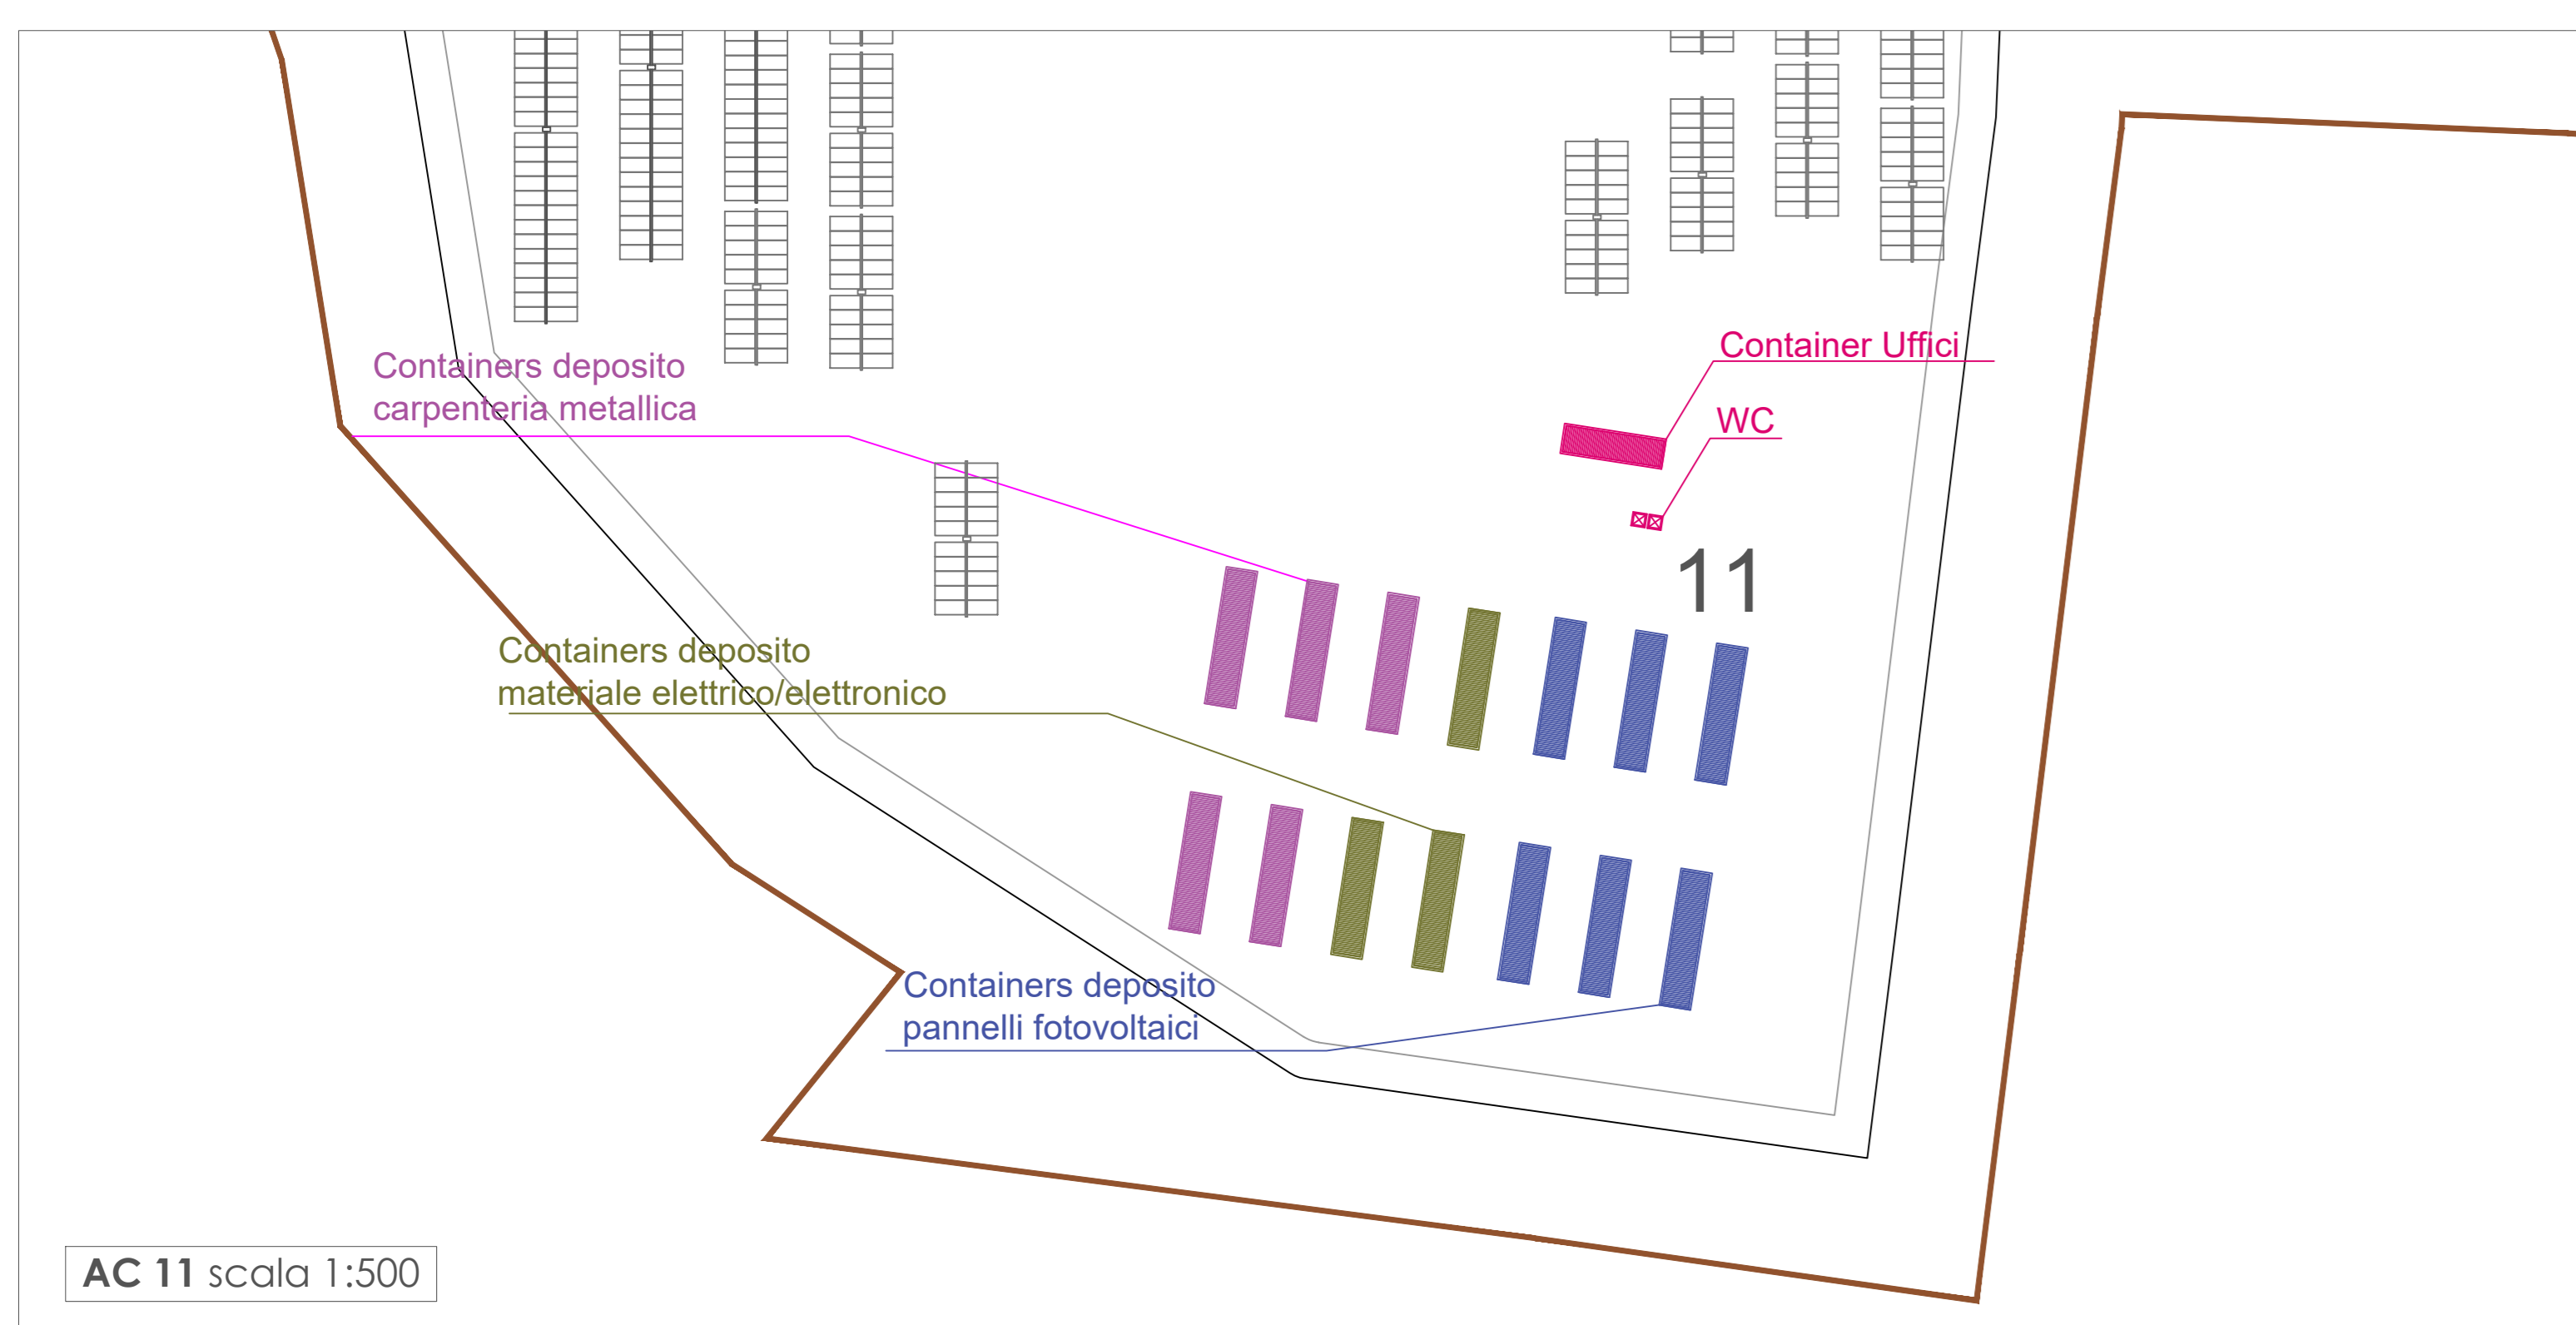 Container Uffici
Containers deposito
carpenteria metallica
WC
11
Containers deposito
materiale elettrico/elettronico
Containers deposito
pannelli fotovoltaici
AC 11 scala 1:500